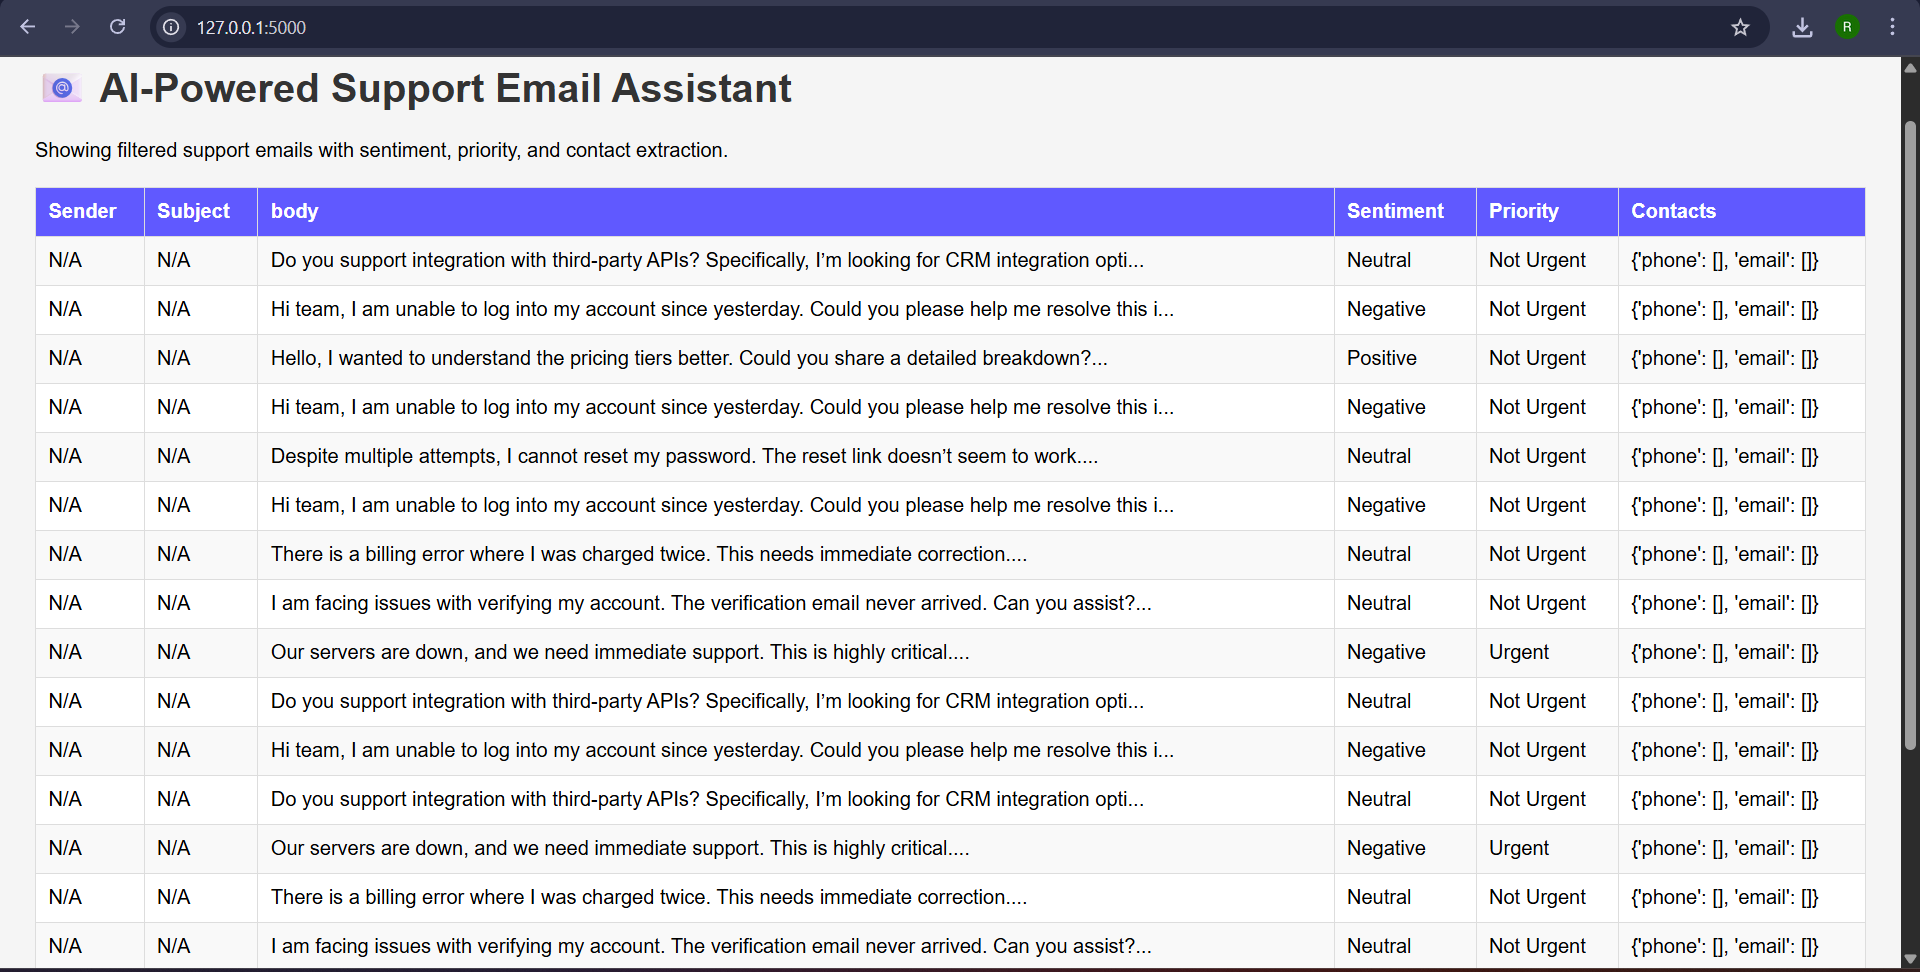 127.0.0.1:5000
R
AI-Powered Support Email Assistant
Showing filtered support emails with sentiment, priority, and contact extraction.
Sender Subject body Sentiment Priority Contacts
N/A N/A Do you support integration with third-party APIs? Specifically, I’m looking for CRM integration opti... Neutral Not Urgent {'phone': [], 'email': []}
N/A N/A Hi team, I am unable to log into my account since yesterday. Could you please help me resolve this i... Negative Not Urgent {'phone': [], 'email': []}
N/A N/A Hello, I wanted to understand the pricing tiers better. Could you share a detailed breakdown?... Positive Not Urgent {'phone': [], 'email': []}
N/A N/A Hi team, I am unable to log into my account since yesterday. Could you please help me resolve this i... Negative Not Urgent {'phone': [], 'email': []}
N/A N/A Despite multiple attempts, I cannot reset my password. The reset link doesn’t seem to work.... Neutral Not Urgent {'phone': [], 'email': []}
N/A N/A Hi team, I am unable to log into my account since yesterday. Could you please help me resolve this i... Negative Not Urgent {'phone': [], 'email': []}
N/A N/A There is a billing error where I was charged twice. This needs immediate correction.... Neutral Not Urgent {'phone': [], 'email': []}
N/A N/A I am facing issues with verifying my account. The verification email never arrived. Can you assist?... Neutral Not Urgent {'phone': [], 'email': []}
N/A N/A Our servers are down, and we need immediate support. This is highly critical.... Negative Urgent {'phone': [], 'email': []}
N/A N/A Do you support integration with third-party APIs? Specifically, I’m looking for CRM integration opti... Neutral Not Urgent {'phone': [], 'email': []}
N/A N/A Hi team, I am unable to log into my account since yesterday. Could you please help me resolve this i... Negative Not Urgent {'phone': [], 'email': []}
N/A N/A Do you support integration with third-party APIs? Specifically, I’m looking for CRM integration opti... Neutral Not Urgent {'phone': [], 'email': []}
N/A N/A Our servers are down, and we need immediate support. This is highly critical.... Negative Urgent {'phone': [], 'email': []}
N/A N/A There is a billing error where I was charged twice. This needs immediate correction.... Neutral Not Urgent {'phone': [], 'email': []}
N/A N/A I am facing issues with verifying my account. The verification email never arrived. Can you assist?... Neutral Not Urgent {'phone': [], 'email': []}